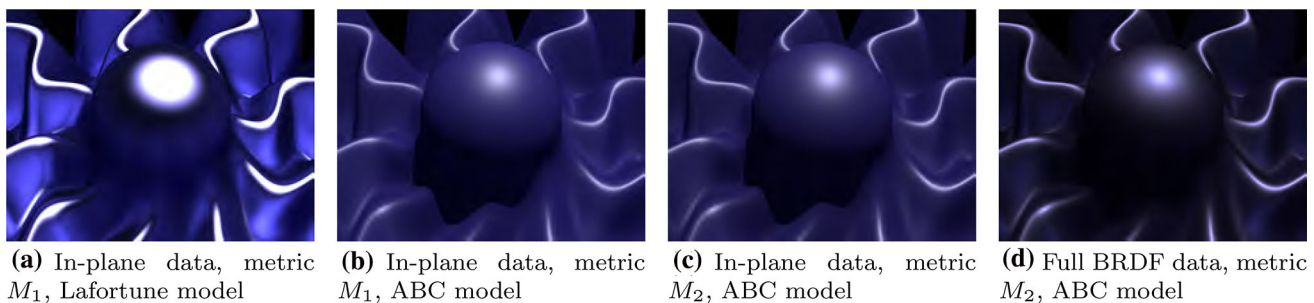 (a) In-plane data, metric
M₁, Lafortune model
(b) In-plane data, metric
M₁, ABC model
(c) In-plane data, metric
M₂, ABC model
(d) Full BRDF data, metric
M₂, ABC model